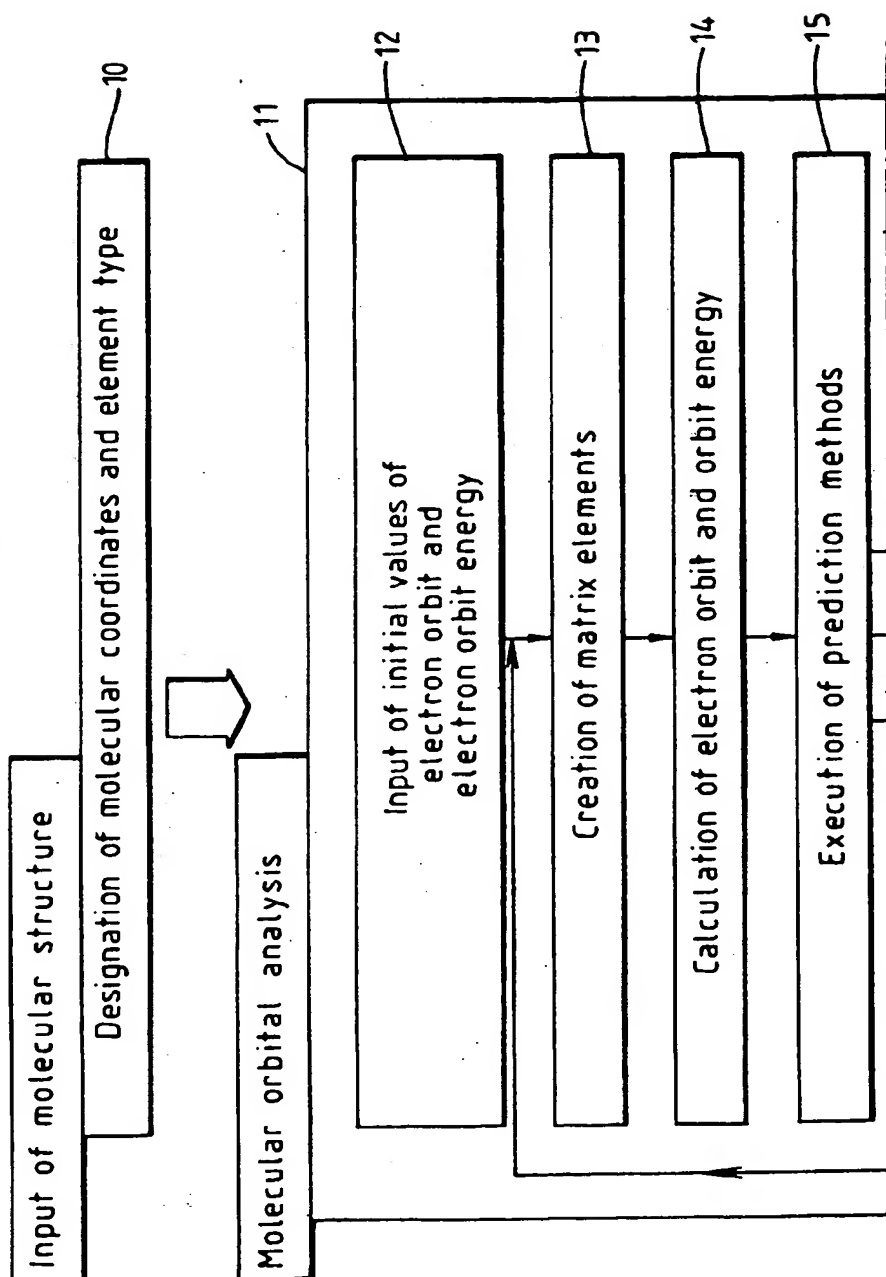 Input of molecular structure
Designation of molecular coordinates and element type
10
Molecular orbital analysis
11
Input of initial values of
electron orbit and
electron orbit energy
12
Creation of matrix elements
13
Calculation of electron orbit and orbit energy
14
Execution of prediction methods
15